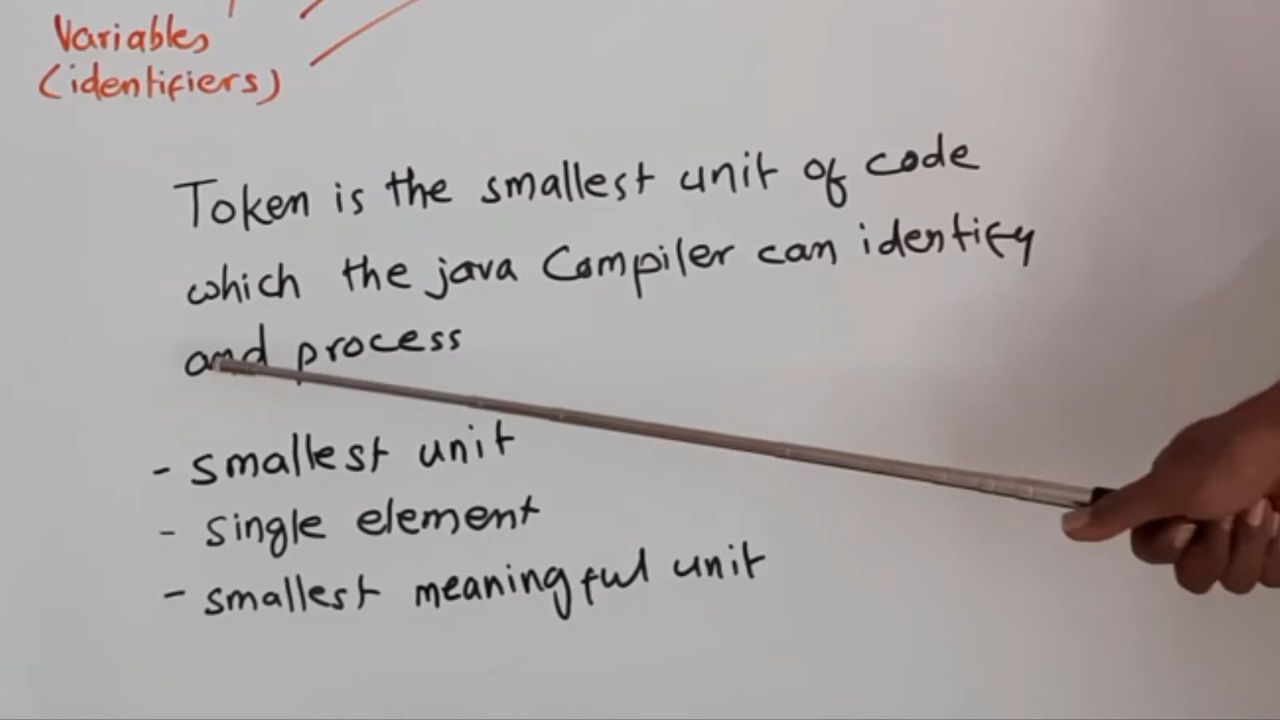 Variables
(identifiers)
Token is the smallest unit of code
which the java Compiler can identify
and process
- smallest unit
- single element
- smallest meaningful unit